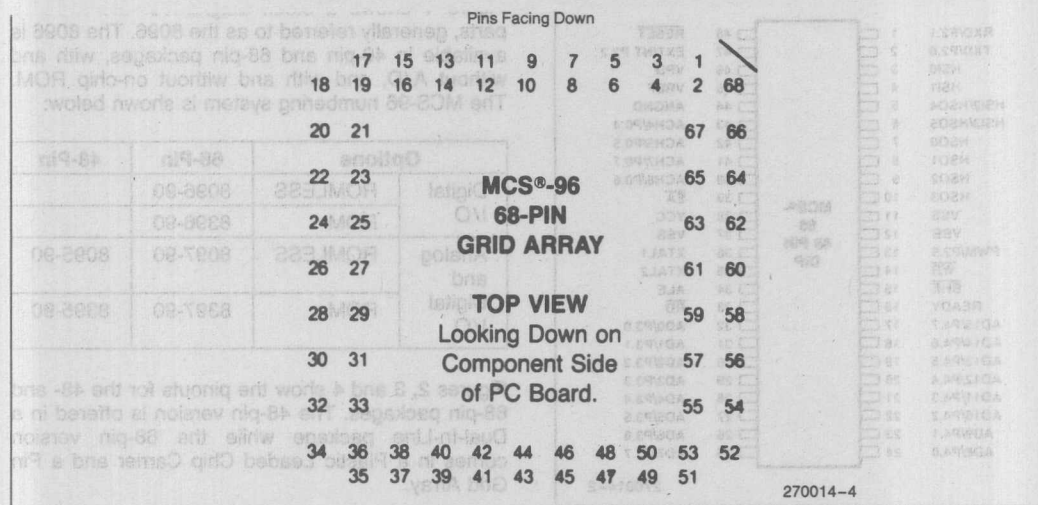 Pins Facing Down
17 15 13 11 9 7 5 3 1
18 19 16 14 12 10 8 6 4 2 68
20 21 67 66
22 23 65 64
MCS®-96
24 25 68-PIN 63 62
GRID ARRAY
26 27 61 60
28 29 TOP VIEW 59 58
Looking Down on
30 31 Component Side 57 56
of PC Board.
32 33 55 54
34 36 38 40 42 44 46 48 50 53 52
35 37 39 41 43 45 47 49 51
270014–4